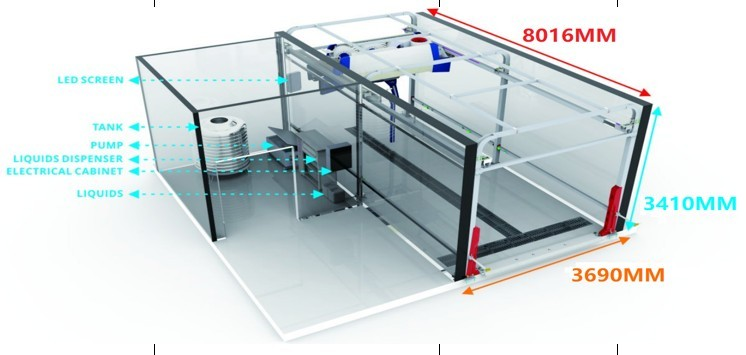 8016MM
LED SCREEN
TANK
PUMP
LIQUIDS DISPENSER
ELECTRICAL CABINET
LIQUIDS
3410MM
3690MM